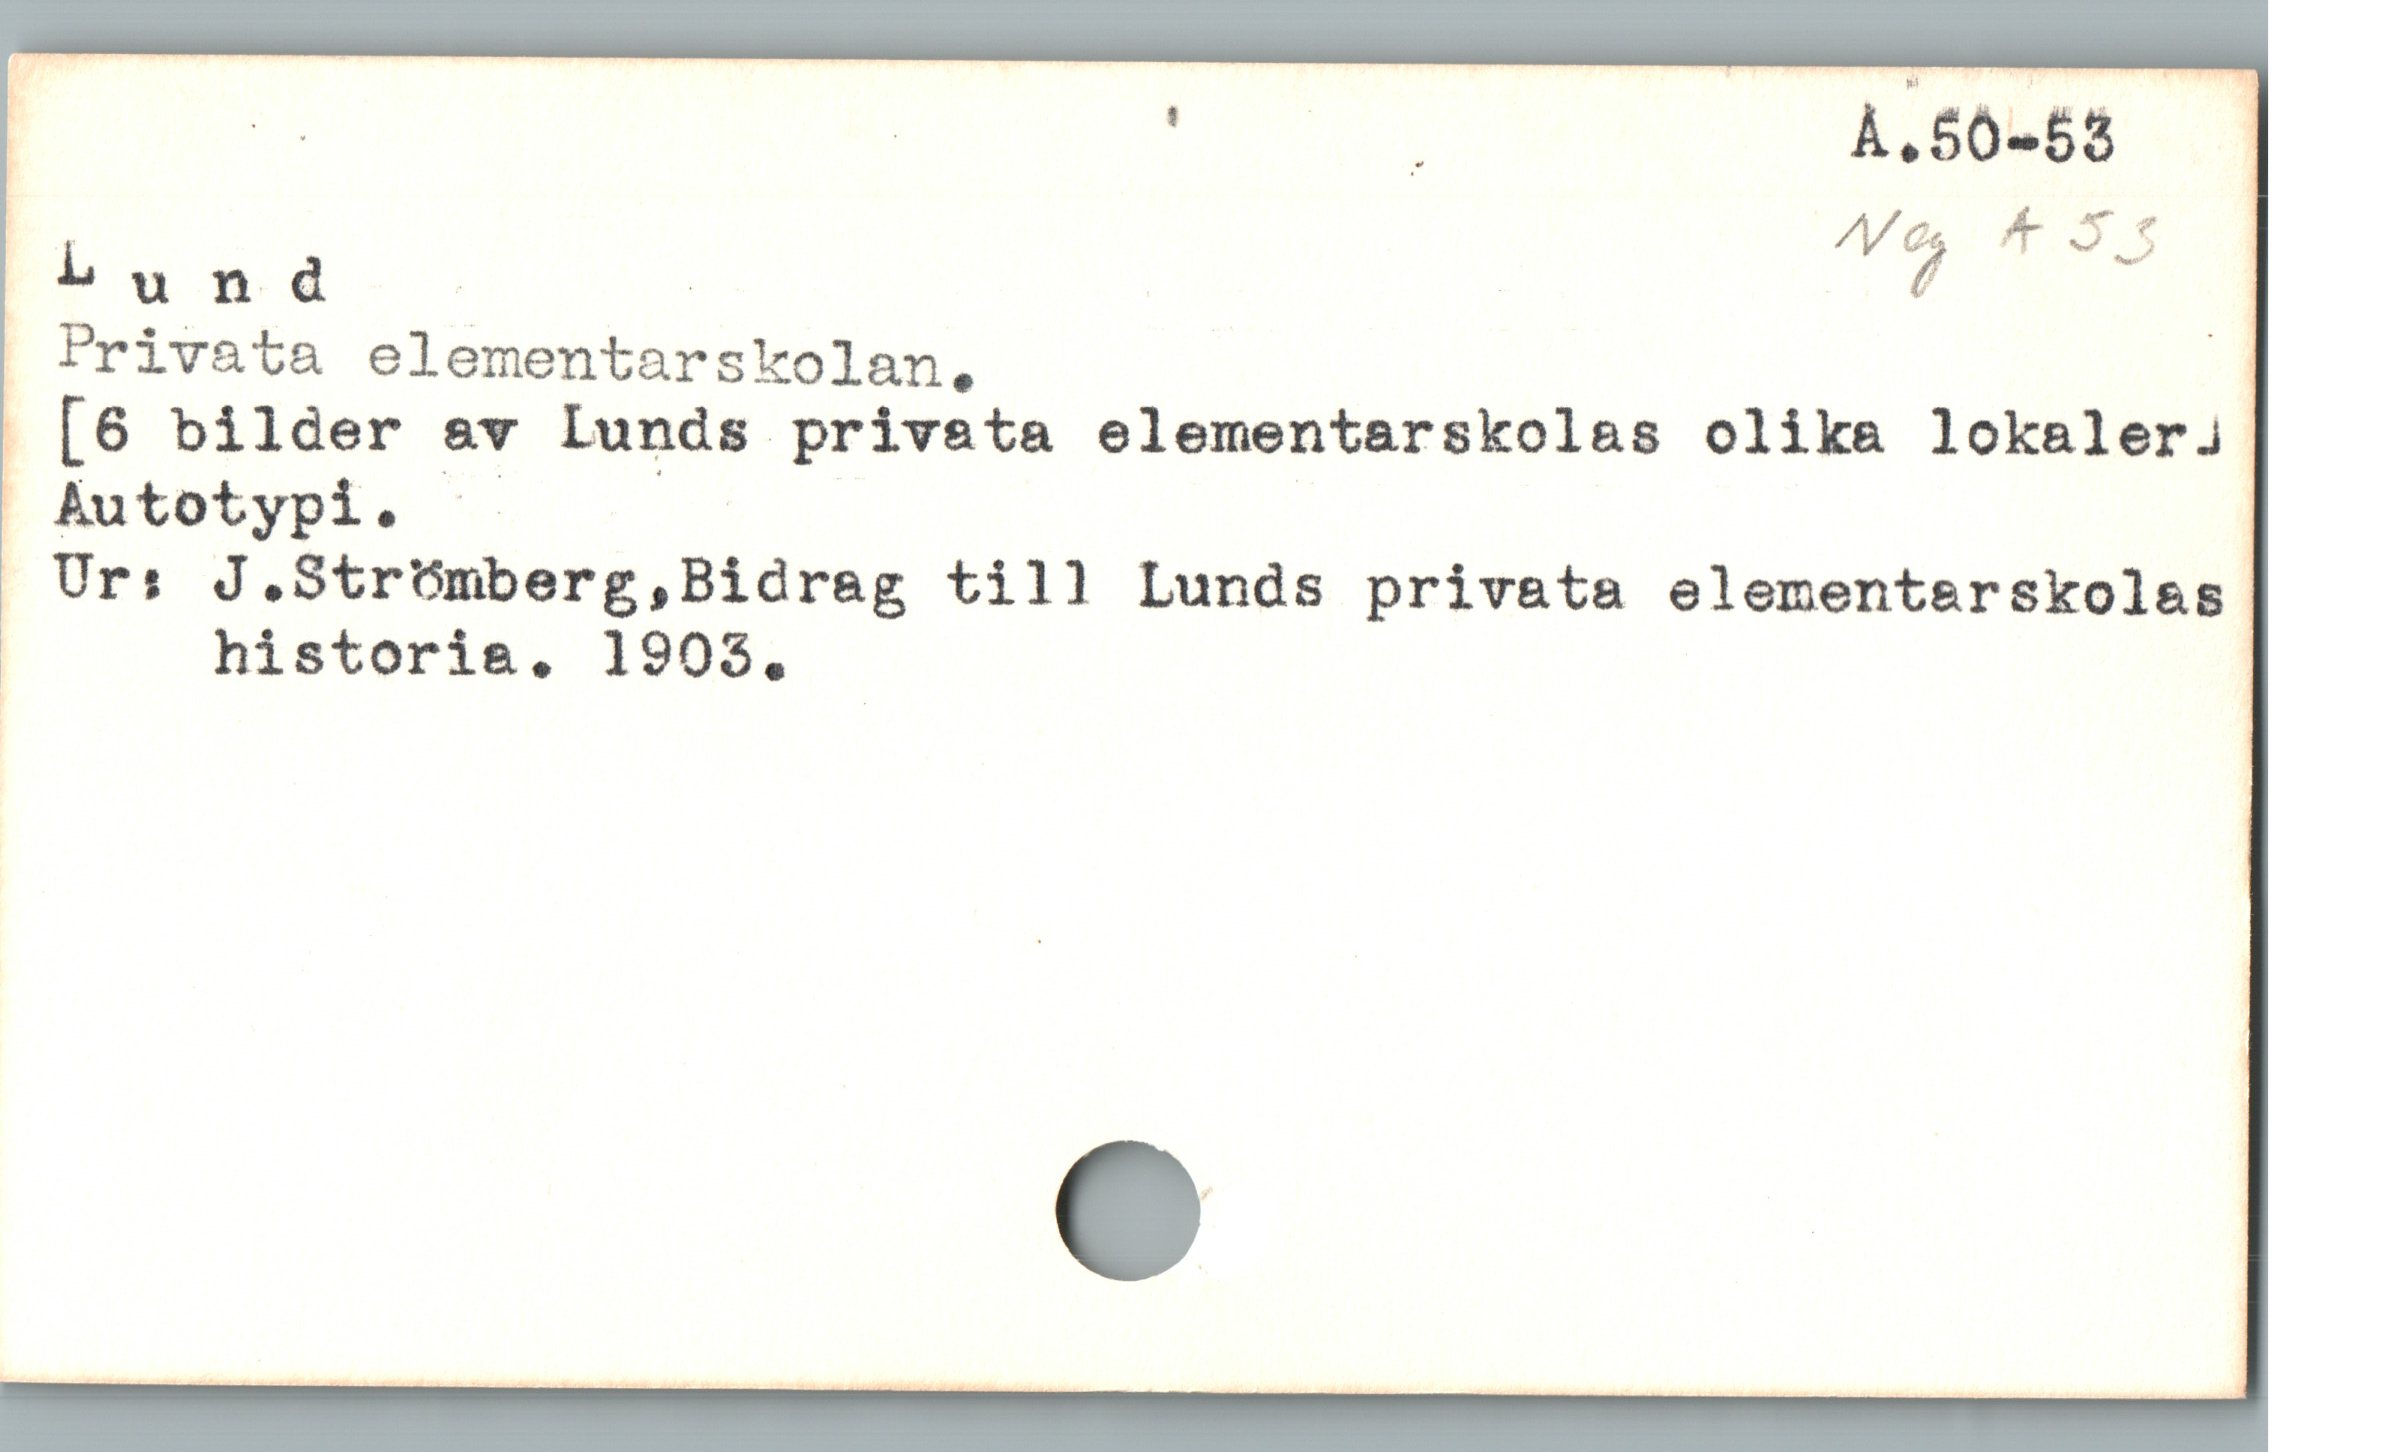 A.50-53
Neg A 53
L u n d
Privata elementarskolan.
[6 bilder av Lunds privata elementarskolas olika lokaler]
Autotypi.
Ur: J.Strömberg,Bidrag till Lunds privata elementarskolas
historia. 1903.